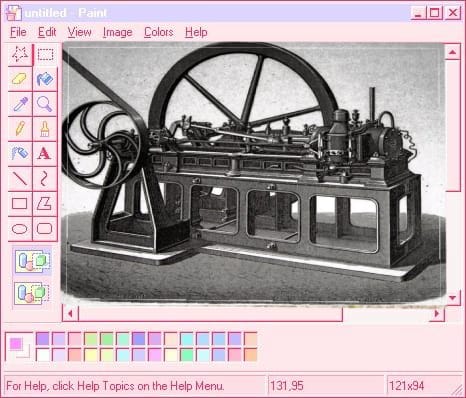 untitled - Paint
File Edit View Image Colors Help
A
For Help, click Help Topics on the Help Menu. 131,95 121x94